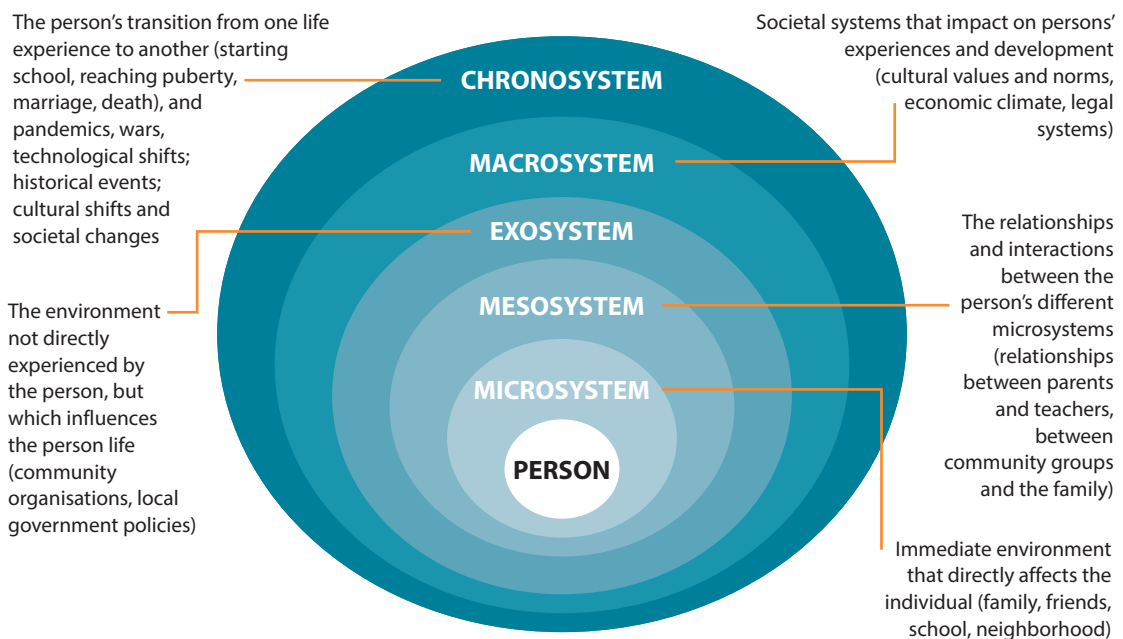 The person's transition from one life
experience to another (starting
school, reaching puberty,
marriage, death), and
pandemics, wars,
technological shifts;
historical events;
cultural shifts and
societal changes
The environment
not directly
experienced by
the person, but
which influences
the person life
(community
organisations, local
government policies)
CHRONOSYSTEM
MACROSYSTEM
EXOSYSTEM
MESOSYSTEM
MICROSYSTEM
PERSON
Societal systems that impact on persons'
experiences and development
(cultural values and norms,
economic climate, legal
systems)
The relationships
and interactions
between the
person's different
microsystems
(relationships
between parents
and teachers,
between
community groups
and the family)
Immediate environment
that directly affects the
individual (family, friends,
school, neighborhood)